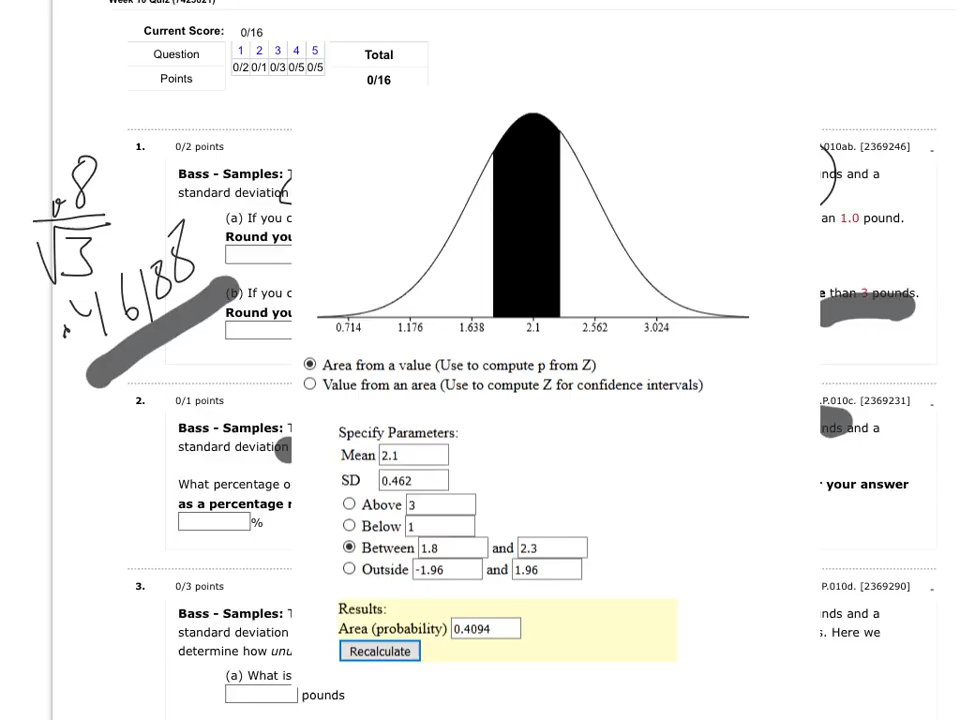 Week 10 Quiz (7425021)
Current Score: 0/16
Question 1 2 3 4 5 Total
Points 0/2 0/1 0/3 0/5 0/5 0/16
1. 0/2 points .010ab. [2369246] -
Bass - Samples: nds and a
standard deviation
(a) If you an 1.0 pound.
Round you
(b) If you e than 3 pounds.
Round you
.8
√3
.46188
0.714 1.176 1.638 2.1 2.562 3.024
Area from a value (Use to compute p from Z)
Value from an area (Use to compute Z for confidence intervals)
2. 0/1 points .P.010c. [2369231] -
Bass - Samples: nds and a
standard deviation
What percentage o your answer
as a percentage
%
Specify Parameters:
Mean 2.1
SD 0.462
Above 3
Below 1
Between 1.8 and 2.3
Outside -1.96 and 1.96
3. 0/3 points P.010d. [2369290] -
Bass - Samples: nds and a
standard deviation s. Here we
determine how unu
(a) What is
pounds
Results:
Area (probability) 0.4094
Recalculate